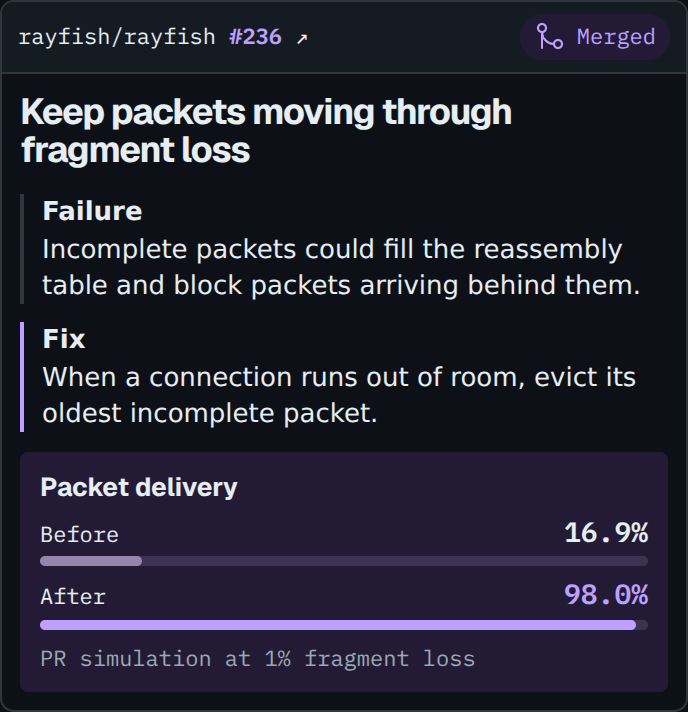 rayfish/rayfish #236 ↗
Merged
Keep packets moving through
fragment loss
Failure
Incomplete packets could fill the reassembly
table and block packets arriving behind them.
Fix
When a connection runs out of room, evict its
oldest incomplete packet.
Packet delivery
Before 16.9%
After 98.0%
PR simulation at 1% fragment loss